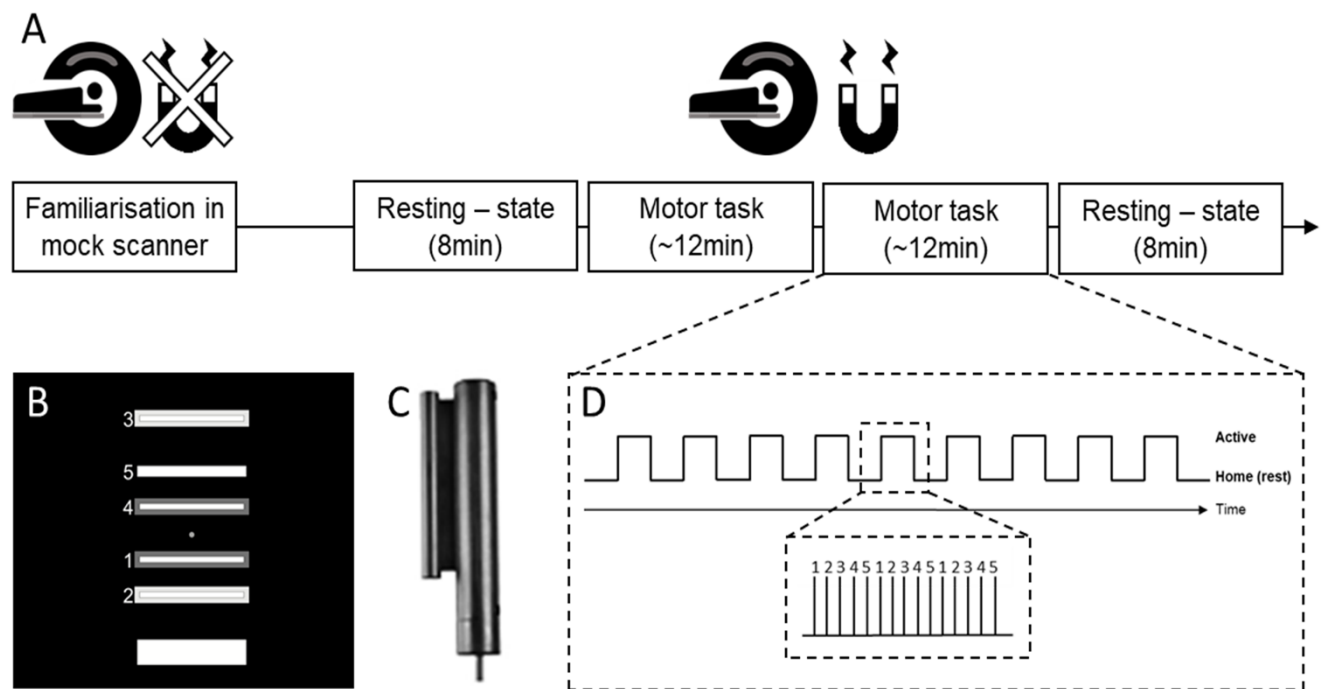 A
Familiarisation in
mock scanner
Resting – state
(8min)
Motor task
(~12min)
Motor task
(~12min)
Resting – state
(8min)
B
3
5
4
1
2
C
D
Active
Home (rest)
Time
1 2 3 4 5 1 2 3 4 5 1 2 3 4 5